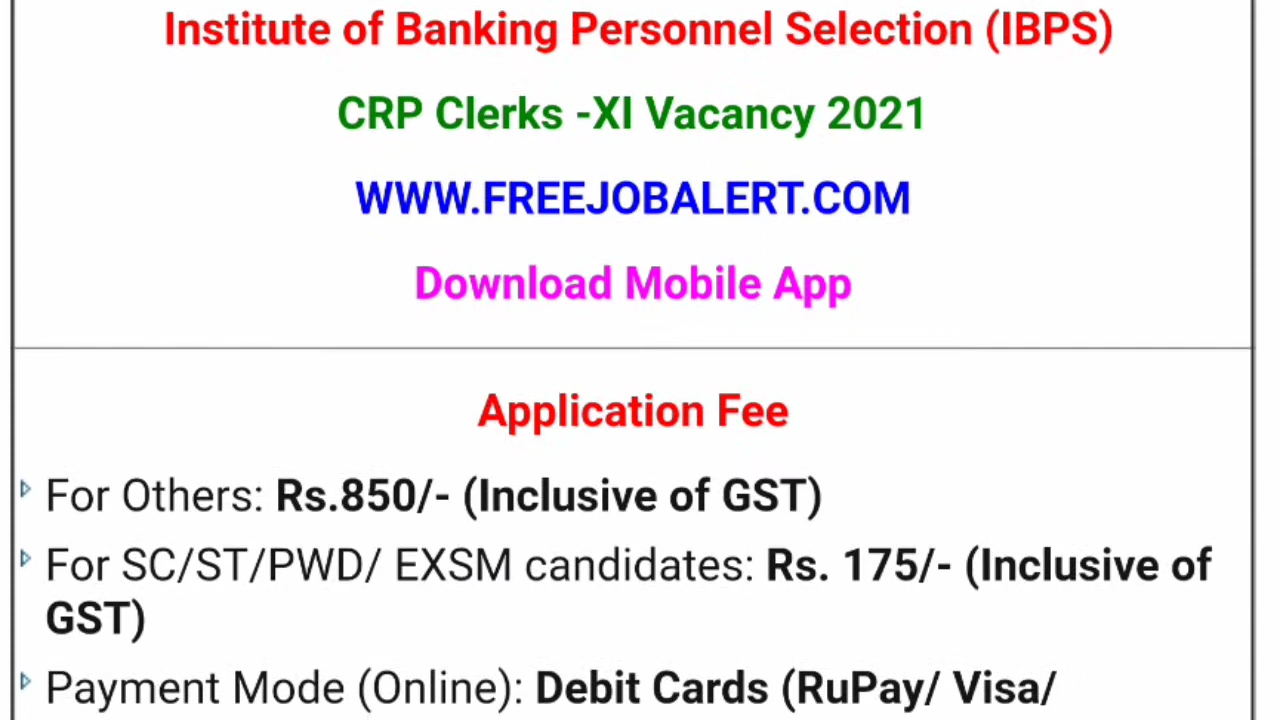 Institute of Banking Personnel Selection (IBPS)
CRP Clerks -XI Vacancy 2021
WWW.FREEJOBALERT.COM
Download Mobile App
Application Fee
For Others: Rs.850/- (Inclusive of GST)
For SC/ST/PWD/ EXSM candidates: Rs. 175/- (Inclusive of
GST)
Payment Mode (Online): Debit Cards (RuPay/ Visa/